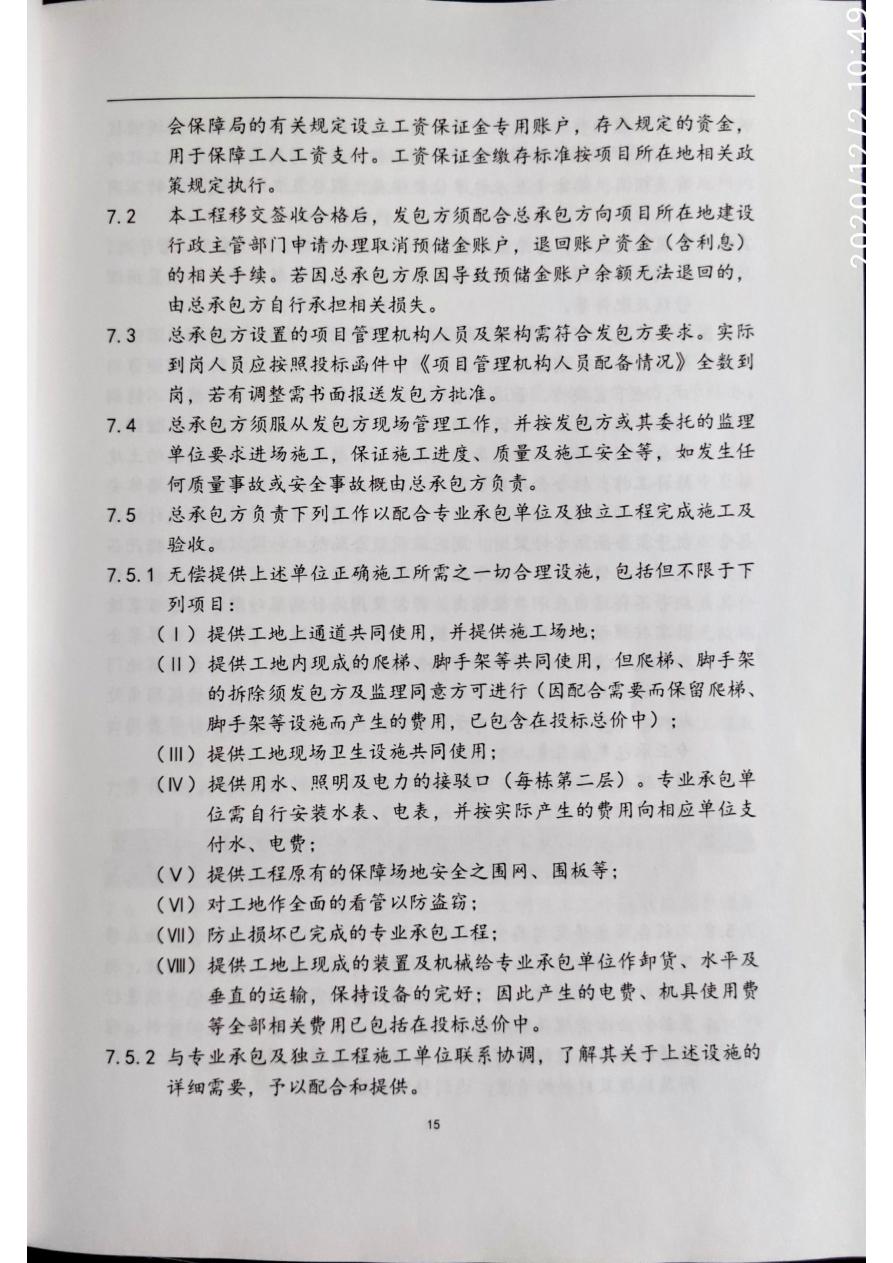 会保障局的有关规定设立工资保证金专用账户，存入规定的资金，
用于保障工人工资支付。工资保证金缴存标准按项目所在地相关政
策规定执行。
7.2 本工程移交签收合格后，发包方须配合总承包方向项目所在地建设
行政主管部门申请办理取消预储金账户，退回账户资金（含利息）
的相关手续。若因总承包方原因导致预储金账户余额无法退回的，
由总承包方自行承担相关损失。
7.3 总承包方设置的项目管理机构人员及架构需符合发包方要求。实际
到岗人员应按照投标函件中《项目管理机构人员配备情况》全数到
岗，若有调整需书面报送发包方批准。
7.4 总承包方须服从发包方现场管理工作，并按发包方或其委托的监理
单位要求进场施工，保证施工进度、质量及施工安全等，如发生任
何质量事故或安全事故概由总承包方负责。
7.5 总承包方负责下列工作以配合专业承包单位及独立工程完成施工及
验收。
7.5.1 无偿提供上述单位正确施工所需之一切合理设施，包括但不限于下
列项目：
（Ⅰ）提供工地上通道共同使用，并提供施工场地；
（Ⅱ）提供工地内现成的爬梯、脚手架等共同使用，但爬梯、脚手架
的拆除须发包方及监理同意方可进行（因配合需要而保留爬梯、
脚手架等设施而产生的费用，已包含在投标总价中）；
（Ⅲ）提供工地现场卫生设施共同使用；
（Ⅳ）提供用水、照明及电力的接驳口（每栋第二层）。专业承包单
位需自行安装水表、电表，并按实际产生的费用向相应单位支
付水、电费；
（Ⅴ）提供工程原有的保障场地安全之围网、围板等；
（Ⅵ）对工地作全面的看管以防盗窃；
（Ⅶ）防止损坏已完成的专业承包工程；
（Ⅷ）提供工地上现成的装置及机械给专业承包单位作卸货、水平及
垂直的运输，保持设备的完好；因此产生的电费、机具使用费
等全部相关费用已包括在投标总价中。
7.5.2 与专业承包及独立工程施工单位联系协调，了解其关于上述设施的
详细需要，予以配合和提供。
15
2020/12/2 10:49